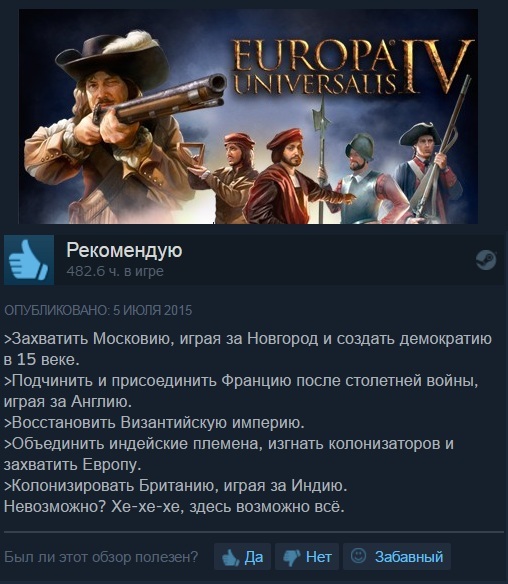 EUROPA
UNIVERSALIS IV
Рекомендую
482.6 ч. в игре
ОПУБЛИКОВАНО: 5 ИЮЛЯ 2015
>Захватить Московию, играя за Новгород и создать демократию
в 15 веке.
>Подчинить и присоединить Францию после столетней войны,
играя за Англию.
>Восстановить Византийскую империю.
>Объединить индейские племена, изгнать колонизаторов и
захватить Европу.
>Колонизировать Британию, играя за Индию.
Невозможно? Хе-хе-хе, здесь возможно всё.
Был ли этот обзор полезен? Да Нет Забавный